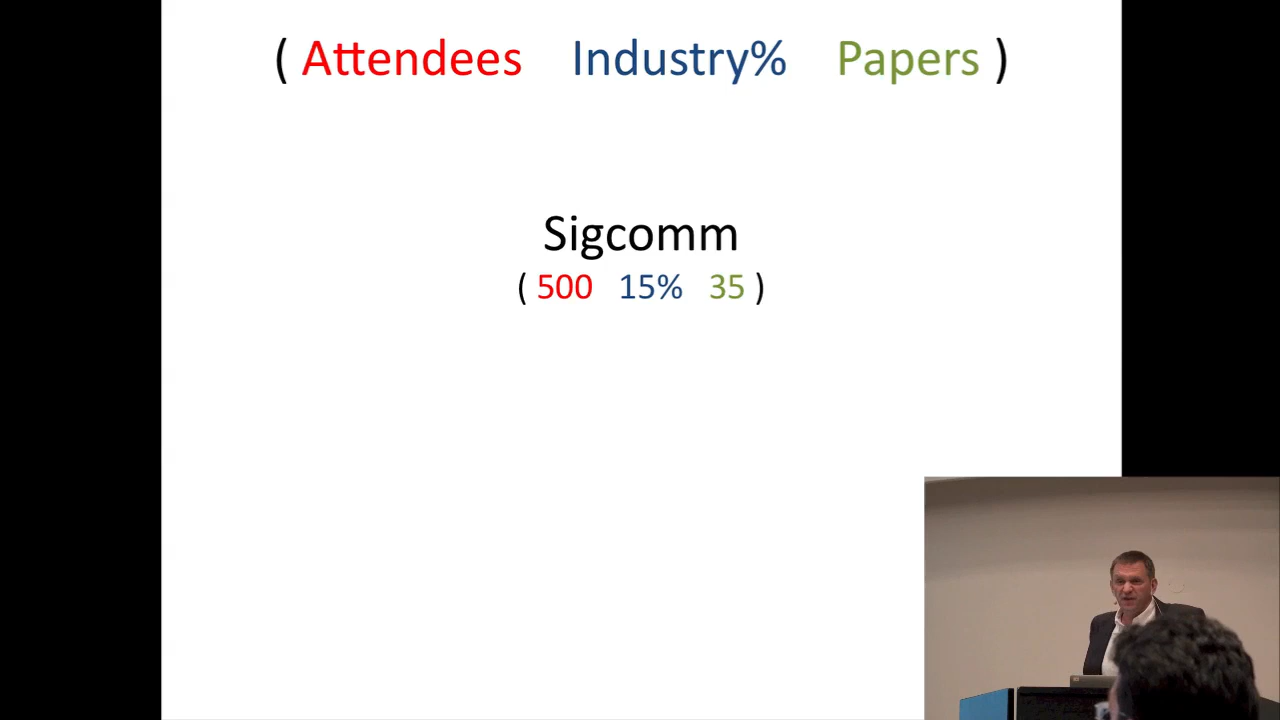 ( Attendees Industry% Papers )
Sigcomm
( 500 15% 35 )